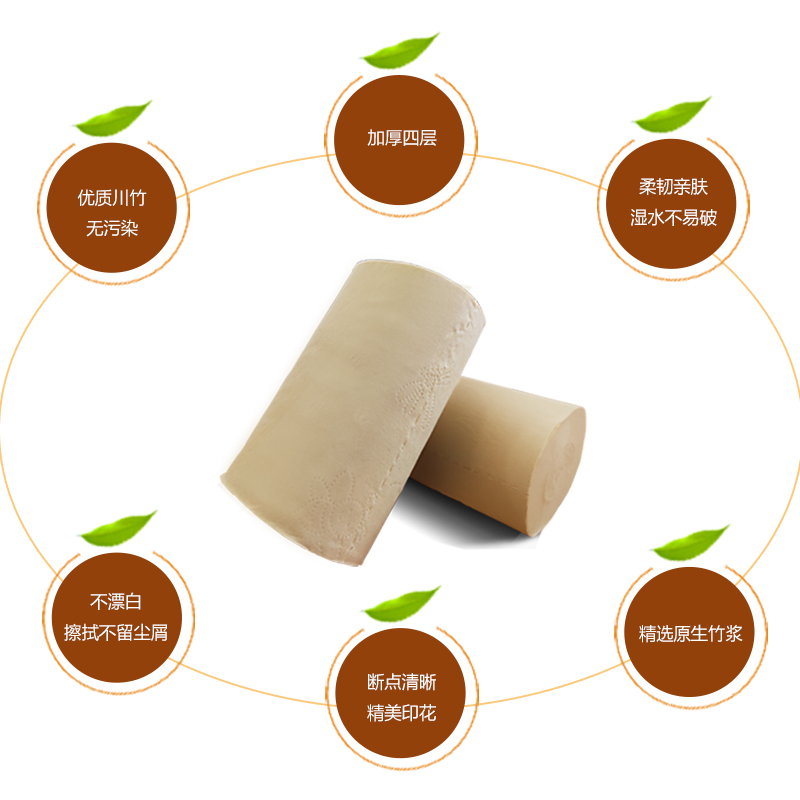 加厚四层
优质川竹
无污染
柔韧亲肤
湿水不易破
不漂白
擦拭不留尘屑
断点清晰
精美印花
精选原生竹浆